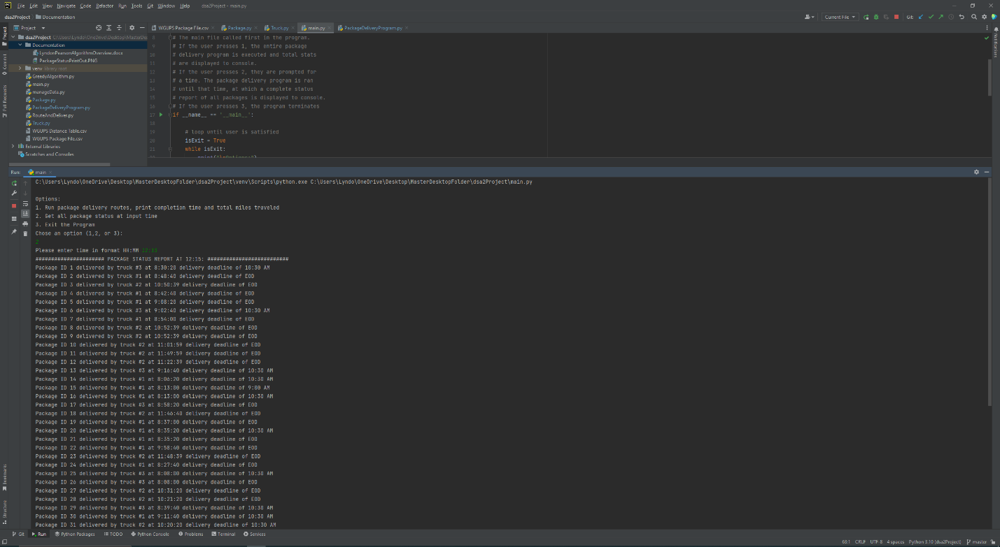 File Edit View Navigate Code Refactor Run Tools Git Window Help dsa2Project - main.py
dsa2Project Documentation Current File Git:
Project WGUPS Package File.csv Package.py Truck.py main.py PackageDeliveryProgram.py
dsa2Project C:\Users\Lyndo\OneDrive\Desktop\MasterDes
Documentation
LyndonPearsonAlgorithmOverview.docx
PackageStatusPrintOut.PNG
venv library root
GreedyAlgorithm.py
main.py
manageData.py
Package.py
PackageDeliveryProgram.py
RouteAndDeliver.py
Truck.py
WGUPS Distance Table.csv
WGUPS Package File.csv
External Libraries
Scratches and Consoles
Project
Commit
Pull Requests
Bookmarks
Structure
Notifications
8 # The main file called first in the program.
9 # If the user presses 1, the entire package
10 # delivery program is executed and total stats
11 # are displayed to console.
12 # If the user presses 2, they are prompted for
13 # a time. The package delivery program is ran
14 # until that time, at which a complete status
15 # report of all packages is displayed to console.
16 # If the user presses 3, the program terminates
17 if __name__ == '__main__':
18
19 # loop until user is satisfied
20 isExit = True
21 while isExit:
print("\nOptions:")
Run: main
C:\Users\Lyndo\OneDrive\Desktop\MasterDesktopFolder\dsa2Project\venv\Scripts\python.exe C:\Users\Lyndo\OneDrive\Desktop\MasterDesktopFolder\dsa2Project\main.py
Options:
1. Run package delivery routes, print completion time and total miles traveled
2. Get all package status at input time
3. Exit the Program
Chose an option (1,2, or 3):
2
Please enter time in format HH:MM 12:15
###################### PACKAGE STATUS REPORT AT 12:15: ##########################
Package ID 1 delivered by truck #3 at 8:30:20 delivery deadline of 10:30 AM
Package ID 2 delivered by truck #1 at 8:48:40 delivery deadline of EOD
Package ID 3 delivered by truck #2 at 10:50:39 delivery deadline of EOD
Package ID 4 delivered by truck #1 at 8:42:40 delivery deadline of EOD
Package ID 5 delivered by truck #1 at 9:08:20 delivery deadline of EOD
Package ID 6 delivered by truck #3 at 9:02:40 delivery deadline of 10:30 AM
Package ID 7 delivered by truck #1 at 8:54:00 delivery deadline of EOD
Package ID 8 delivered by truck #2 at 10:52:39 delivery deadline of EOD
Package ID 9 delivered by truck #2 at 10:52:39 delivery deadline of EOD
Package ID 10 delivered by truck #2 at 11:01:59 delivery deadline of EOD
Package ID 11 delivered by truck #2 at 11:49:59 delivery deadline of EOD
Package ID 12 delivered by truck #2 at 11:22:39 delivery deadline of EOD
Package ID 13 delivered by truck #3 at 9:16:40 delivery deadline of 10:30 AM
Package ID 14 delivered by truck #1 at 8:06:20 delivery deadline of 10:30 AM
Package ID 15 delivered by truck #1 at 8:13:00 delivery deadline of 9:00 AM
Package ID 16 delivered by truck #1 at 8:13:00 delivery deadline of 10:30 AM
Package ID 17 delivered by truck #3 at 8:58:20 delivery deadline of EOD
Package ID 18 delivered by truck #2 at 11:46:40 delivery deadline of EOD
Package ID 19 delivered by truck #1 at 8:37:00 delivery deadline of EOD
Package ID 20 delivered by truck #1 at 8:35:20 delivery deadline of 10:30 AM
Package ID 21 delivered by truck #1 at 8:35:20 delivery deadline of EOD
Package ID 22 delivered by truck #1 at 9:58:40 delivery deadline of EOD
Package ID 23 delivered by truck #2 at 11:48:39 delivery deadline of EOD
Package ID 24 delivered by truck #1 at 8:27:40 delivery deadline of EOD
Package ID 25 delivered by truck #3 at 8:08:00 delivery deadline of 10:30 AM
Package ID 26 delivered by truck #3 at 8:08:00 delivery deadline of EOD
Package ID 27 delivered by truck #2 at 10:31:20 delivery deadline of EOD
Package ID 28 delivered by truck #2 at 10:21:20 delivery deadline of EOD
Package ID 29 delivered by truck #3 at 8:39:40 delivery deadline of 10:30 AM
Package ID 30 delivered by truck #1 at 9:11:40 delivery deadline of 10:30 AM
Package ID 31 delivered by truck #2 at 10:20:20 delivery deadline of 10:30 AM
Git Run Python Packages TODO Python Console Problems Terminal Services
63:1 CRLF UTF-8 4 spaces Python 3.10 (dsa2Project) master